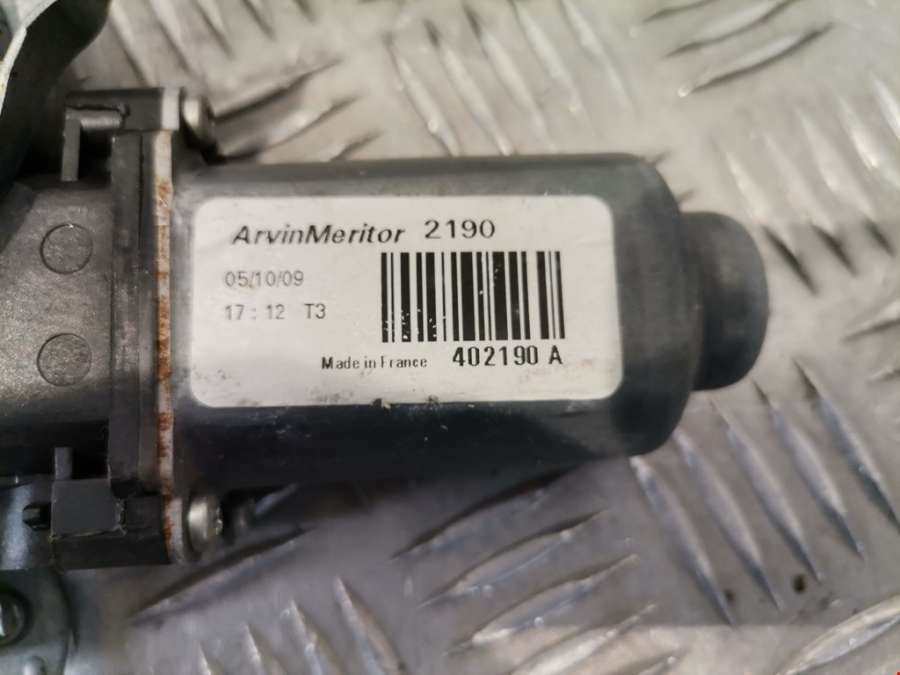 ArvinMeritor 2190
05/10/09
17 : 12 T3
Made in France 402190 A